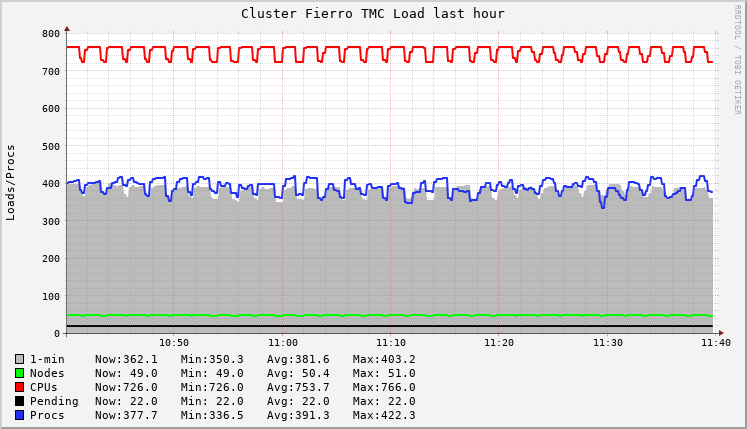 Cluster Fierro TMC Load last hour
RRDTOOL / TOBI OETIKER
Loads/Procs
800
700
600
500
400
300
200
100
0
10:50 11:00 11:10 11:20 11:30 11:40
1-min Now:362.1 Min:350.3 Avg:381.6 Max:403.2
Nodes Now: 49.0 Min: 49.0 Avg: 50.4 Max: 51.0
CPUs Now:726.0 Min:726.0 Avg:753.7 Max:766.0
Pending Now: 22.0 Min: 22.0 Avg: 22.0 Max: 22.0
Procs Now:377.7 Min:336.5 Avg:391.3 Max:422.3